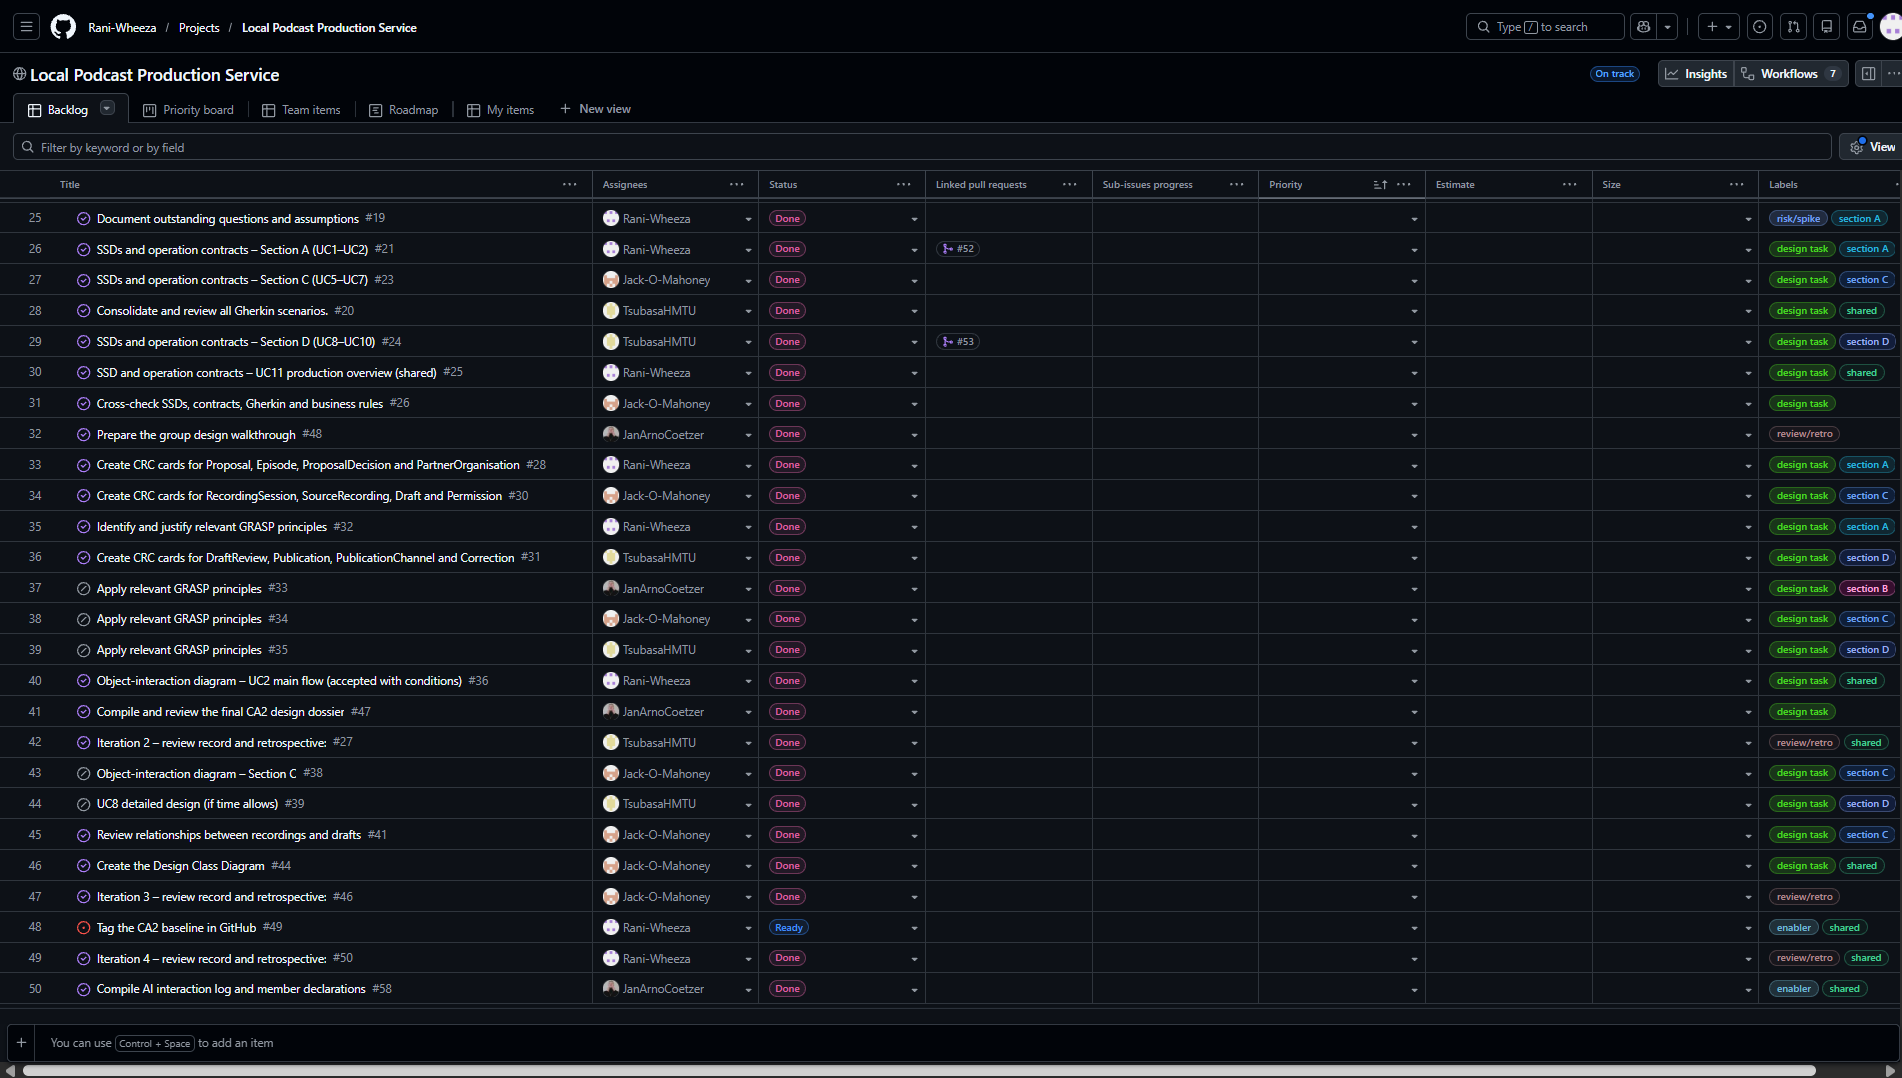 Rani-Wheeza / Projects / Local Podcast Production Service Type / to search
Local Podcast Production Service On track Insights Workflows 7
Backlog Priority board Team items Roadmap My items New view
Filter by keyword or by field View
Title Assignees Status Linked pull requests Sub-issues progress Priority Estimate Size Labels
25 Document outstanding questions and assumptions #19 Rani-Wheeza Done risk/spike section A
26 SSDs and operation contracts – Section A (UC1–UC2) #21 Rani-Wheeza Done #52 design task section A
27 SSDs and operation contracts – Section C (UC5–UC7) #23 Jack-O-Mahoney Done design task section C
28 Consolidate and review all Gherkin scenarios. #20 TsubasaHMTU Done design task shared
29 SSDs and operation contracts – Section D (UC8–UC10) #24 TsubasaHMTU Done #53 design task section D
30 SSD and operation contracts – UC11 production overview (shared) #25 Rani-Wheeza Done design task shared
31 Cross-check SSDs, contracts, Gherkin and business rules #26 Jack-O-Mahoney Done design task
32 Prepare the group design walkthrough #48 JanArnoCoetzer Done review/retro
33 Create CRC cards for Proposal, Episode, ProposalDecision and PartnerOrganisation #28 Rani-Wheeza Done design task section A
34 Create CRC cards for RecordingSession, SourceRecording, Draft and Permission #30 Jack-O-Mahoney Done design task section C
35 Identify and justify relevant GRASP principles #32 Rani-Wheeza Done design task section A
36 Create CRC cards for DraftReview, Publication, PublicationChannel and Correction #31 TsubasaHMTU Done design task section D
37 Apply relevant GRASP principles #33 JanArnoCoetzer Done design task section B
38 Apply relevant GRASP principles #34 Jack-O-Mahoney Done design task section C
39 Apply relevant GRASP principles #35 TsubasaHMTU Done design task section D
40 Object-interaction diagram – UC2 main flow (accepted with conditions) #36 Rani-Wheeza Done design task shared
41 Compile and review the final CA2 design dossier #47 JanArnoCoetzer Done design task
42 Iteration 2 – review record and retrospective: #27 TsubasaHMTU Done review/retro shared
43 Object-interaction diagram – Section C #38 Jack-O-Mahoney Done design task section C
44 UC8 detailed design (if time allows) #39 TsubasaHMTU Done design task section D
45 Review relationships between recordings and drafts #41 Jack-O-Mahoney Done design task section C
46 Create the Design Class Diagram #44 Jack-O-Mahoney Done design task shared
47 Iteration 3 – review record and retrospective: #46 Jack-O-Mahoney Done review/retro
48 Tag the CA2 baseline in GitHub #49 Rani-Wheeza Ready enabler shared
49 Iteration 4 – review record and retrospective: #50 Rani-Wheeza Done review/retro shared
50 Compile AI interaction log and member declarations #58 JanArnoCoetzer Done enabler shared
You can use Control + Space to add an item